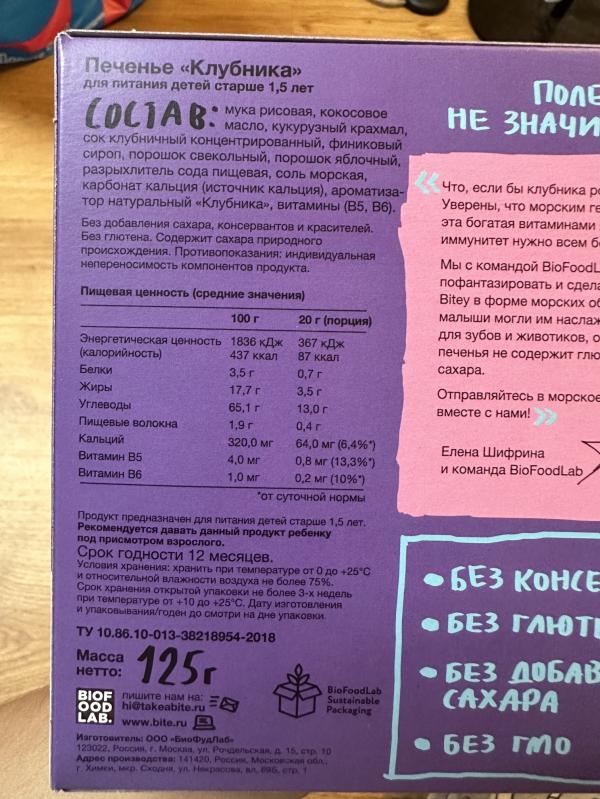 Печенье «Клубника»
для питания детей старше 1,5 лет
СОСТАВ: мука рисовая, кокосовое
масло, кукурузный крахмал,
сок клубничный концентрированный, финиковый
сироп, порошок свекольный, порошок яблочный,
разрыхлитель сода пищевая, соль морская,
карбонат кальция (источник кальция), ароматиза-
тор натуральный «Клубника», витамины (B5, B6).
Без добавления сахара, консервантов и красителей.
Без глютена. Содержит сахара природного
происхождения. Противопоказания: индивидуальная
непереносимость компонентов продукта.
Пищевая ценность (средние значения)
100 г 20 г (порция)
Энергетическая ценность 1836 кДж 367 кДж
(калорийность) 437 ккал 87 ккал
Белки 3,5 г 0,7 г
Жиры 17,7 г 3,5 г
Углеводы 65,1 г 13,0 г
Пищевые волокна 1,9 г 0,4 г
Кальций 320,0 мг 64,0 мг (6,4%*)
Витамин B5 4,0 мг 0,8 мг (13,3%*)
Витамин B6 1,0 мг 0,2 мг (10%*)
*от суточной нормы
Продукт предназначен для питания детей старше 1,5 лет.
Рекомендуется давать данный продукт ребенку
под присмотром взрослого.
Срок годности 12 месяцев.
Условия хранения: хранить при температуре от 0 до +25°C
и относительной влажности воздуха не более 75%.
Срок хранения открытой упаковки не более 3-х недель
при температуре от +10 до +25°C. Дату изготовления
и упаковывания/годен до смотри на дне упаковки.
ТУ 10.86.10-013-38218954-2018
Масса
нетто: 125г
BIOF
OOD
LAB.
пишите нам на:
hi@takeabite.ru
www.bite.ru
BioFoodLab
Sustainable
Packaging
Изготовитель: ООО «БиоФудЛаб»
123022, Россия, г. Москва, ул. Рочдельская, д. 15, стр. 10
Адрес производства: 141420, Россия, Московская обл.,
г. Химки, мкр. Сходня, ул. Некрасова, вл. 69Б, стр. 1
ПОЛЕ
НЕ ЗНАЧИ
«Что, если бы клубника ро
Уверены, что морским ге
эта богатая витаминами
иммунитет нужно всем б
Мы с командой BioFoodL
пофантазировать и сдела
Bitey в форме морских об
малыши могли им наслаж
для зубов и животиков, о
печенья не содержит глю
сахара.
Отправляйтесь в морское
вместе с нами! »
Елена Шифрина
и команда BioFoodLab
• БЕЗ КОНСЕ
• БЕЗ ГЛЮТ
• БЕЗ ДОБАВ
САХАРА
• БЕЗ ГМО